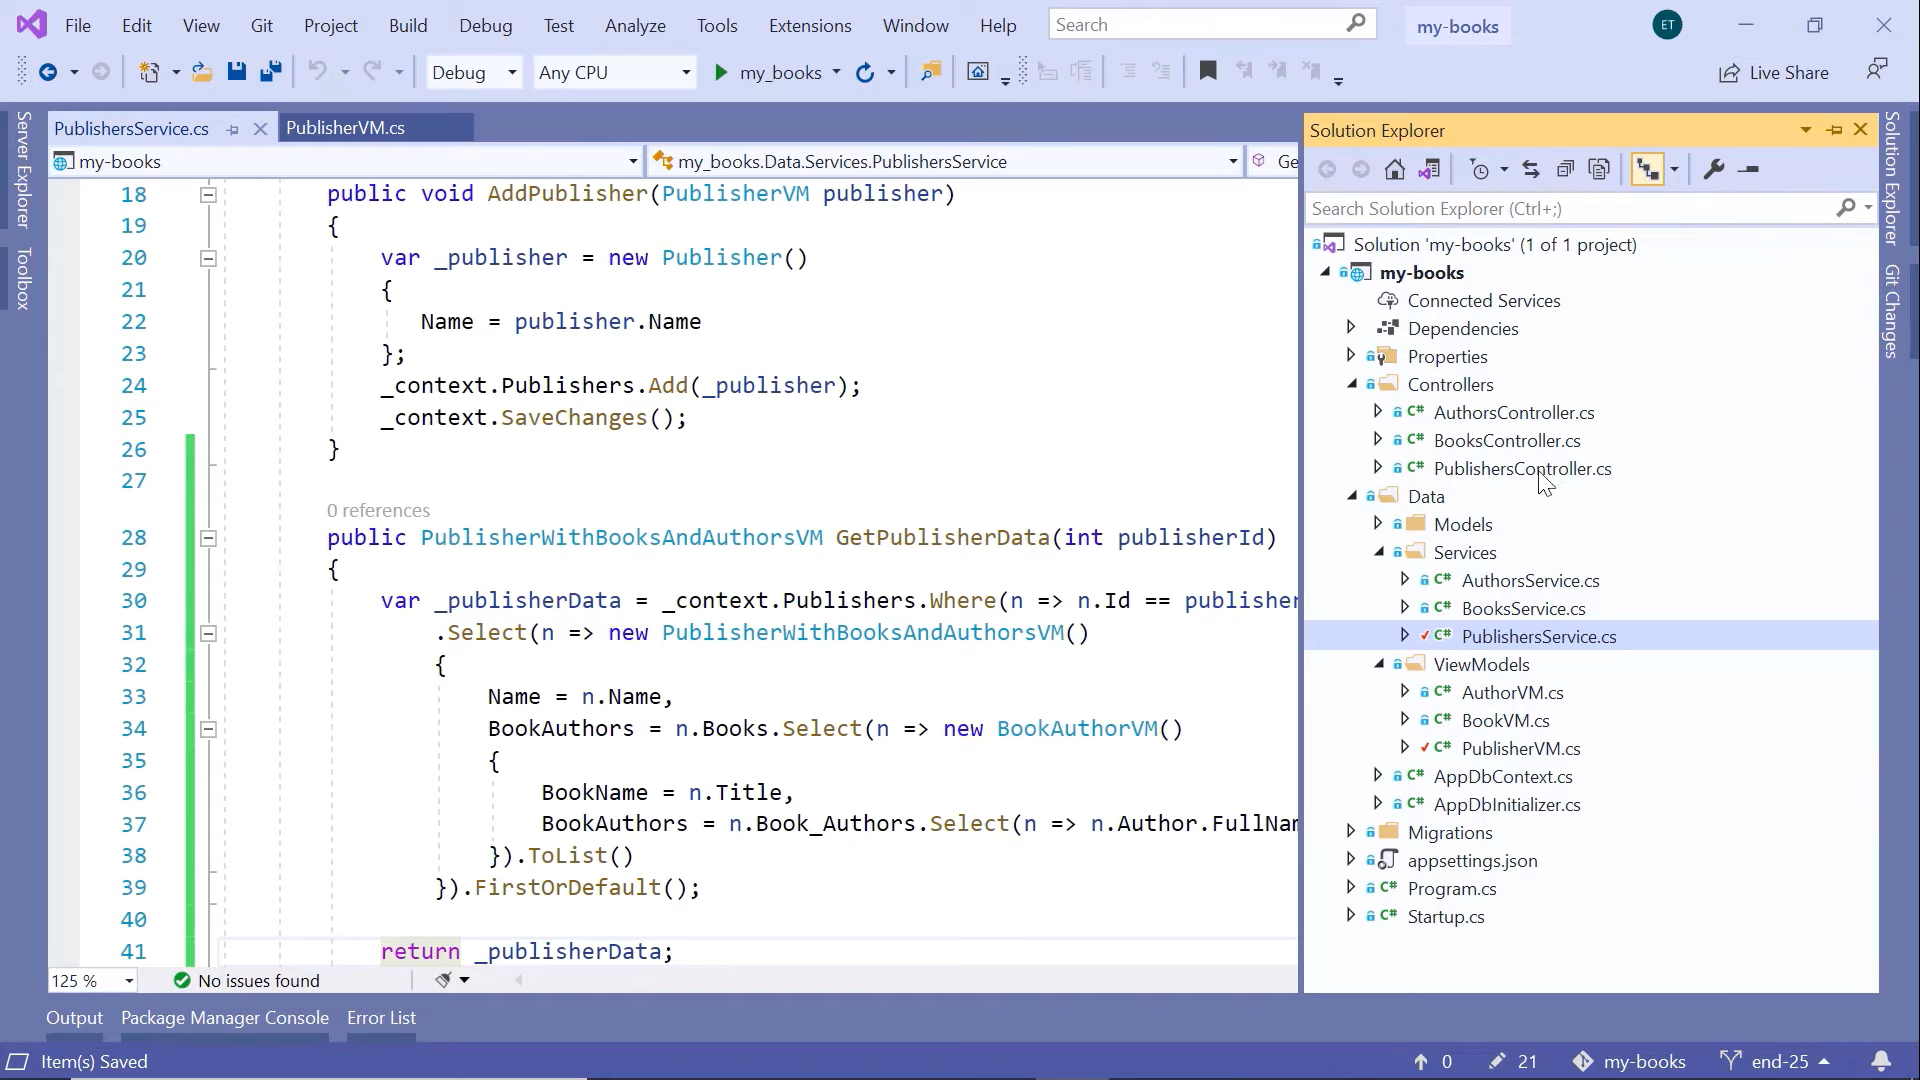 File Edit View Git Project Build Debug Test Analyze Tools Extensions Window Help Search my-books ET
Debug Any CPU my_books Live Share
Server Explorer
Toolbox
PublishersService.cs PublisherVM.cs
my-books my_books.Data.Services.PublishersService Ge
18 public void AddPublisher(PublisherVM publisher)
19 {
20 var _publisher = new Publisher()
21 {
22 Name = publisher.Name
23 };
24 _context.Publishers.Add(_publisher);
25 _context.SaveChanges();
26 }
27
0 references
28 public PublisherWithBooksAndAuthorsVM GetPublisherData(int publisherId)
29 {
30 var _publisherData = _context.Publishers.Where(n => n.Id == publisher
31 .Select(n => new PublisherWithBooksAndAuthorsVM()
32 {
33 Name = n.Name,
34 BookAuthors = n.Books.Select(n => new BookAuthorVM()
35 {
36 BookName = n.Title,
37 BookAuthors = n.Book_Authors.Select(n => n.Author.FullNam
38 }).ToList()
39 }).FirstOrDefault();
40
41 return _publisherData;
125 % No issues found
Solution Explorer
Search Solution Explorer (Ctrl+;)
Solution 'my-books' (1 of 1 project)
my-books
Connected Services
Dependencies
Properties
Controllers
C# AuthorsController.cs
C# BooksController.cs
C# PublishersController.cs
Data
Models
Services
C# AuthorsService.cs
C# BooksService.cs
C# PublishersService.cs
ViewModels
C# AuthorVM.cs
C# BookVM.cs
C# PublisherVM.cs
C# AppDbContext.cs
C# AppDbInitializer.cs
Migrations
appsettings.json
C# Program.cs
C# Startup.cs
Solution Explorer
Git Changes
Output Package Manager Console Error List
Item(s) Saved 0 21 my-books end-25